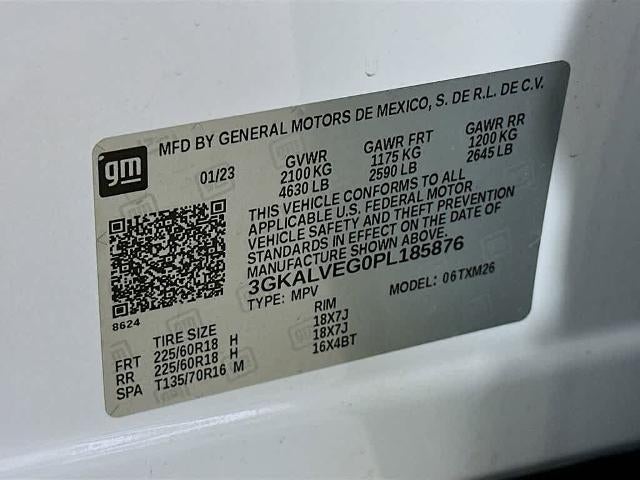 MFD BY GENERAL MOTORS DE MEXICO, S. DE R.L. DE C.V.
gm
01/23 GVWR GAWR FRT GAWR RR
2100 KG 1175 KG 1200 KG
4630 LB 2590 LB 2645 LB
THIS VEHICLE CONFORMS TO ALL
APPLICABLE U.S. FEDERAL MOTOR
VEHICLE SAFETY AND THEFT PREVENTION
STANDARDS IN EFFECT ON THE DATE OF
MANUFACTURE SHOWN ABOVE.
3GKALVEG0PL185876
TYPE: MPV MODEL: 06TXM26
8624
TIRE SIZE RIM
FRT 225/60R18 H 18X7J
RR 225/60R18 H 18X7J
SPA T135/70R16 M 16X4BT